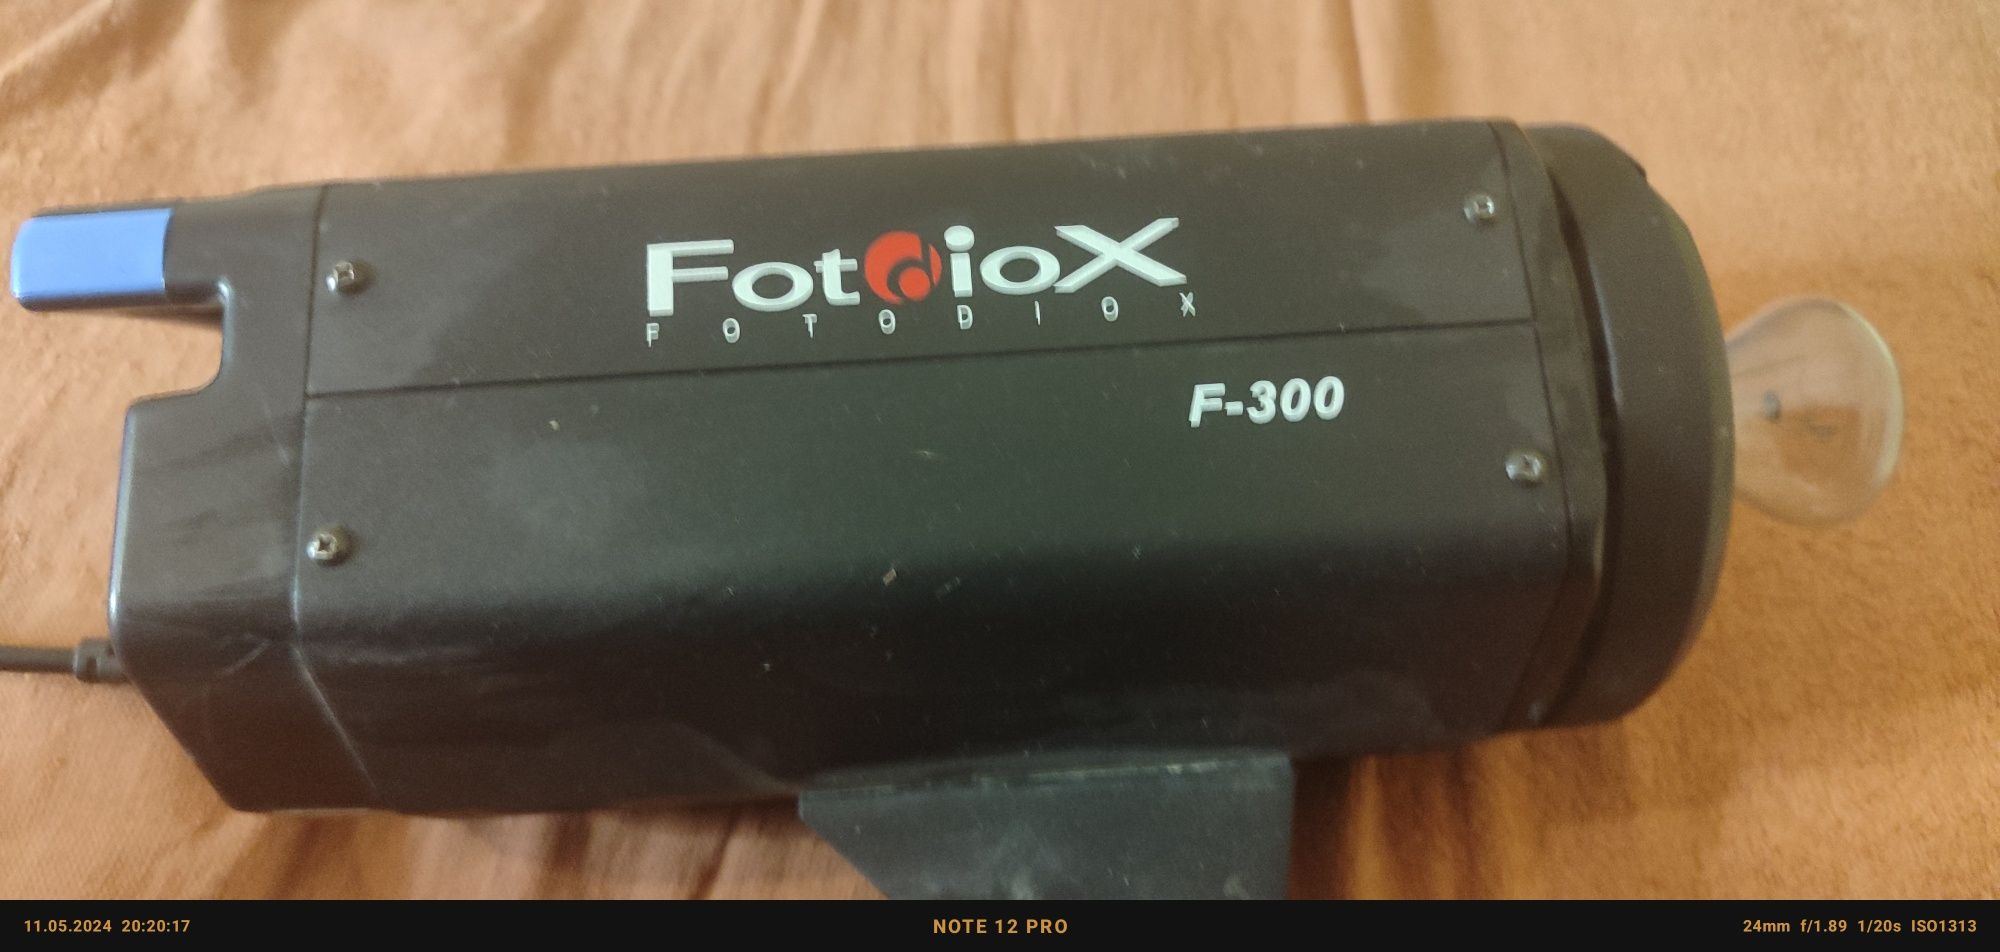 FotodioX
FOTODIOX
F-300
11.05.2024 20:20:17
NOTE 12 PRO
24mm f/1.89 1/20s ISO1313